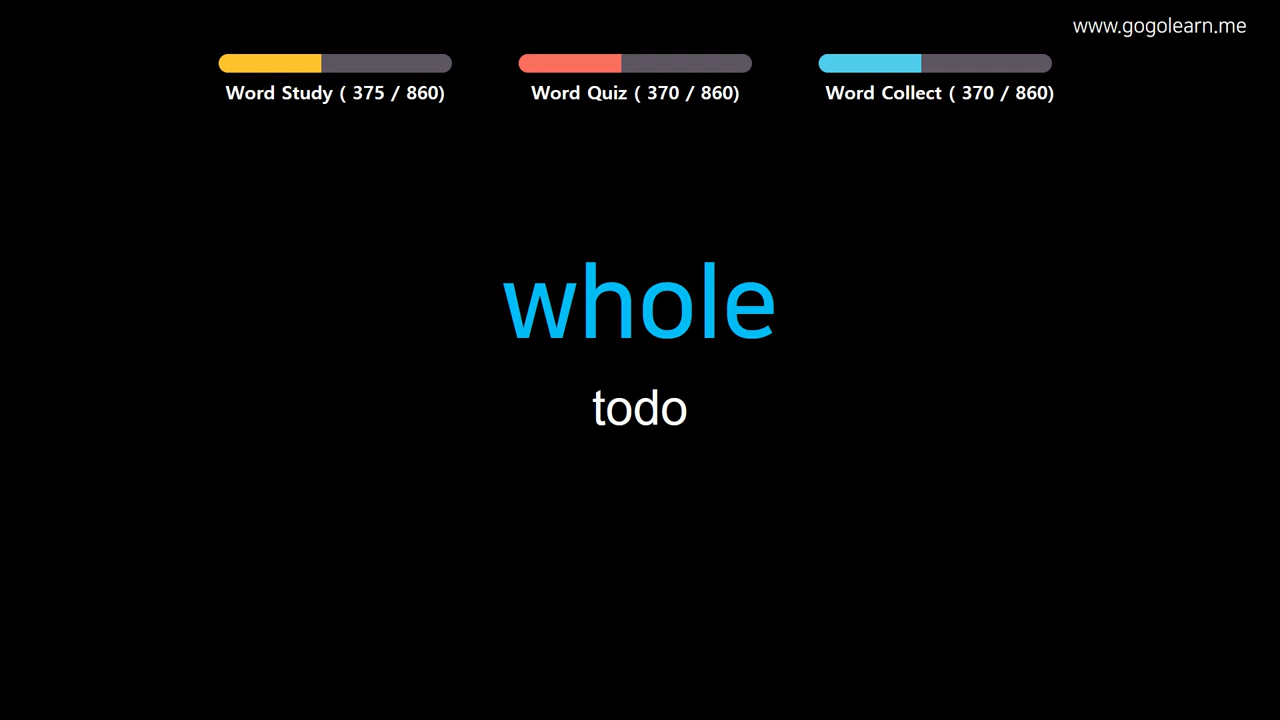 www.gogolearn.me
Word Study ( 375 / 860)
Word Quiz ( 370 / 860)
Word Collect ( 370 / 860)
whole
todo